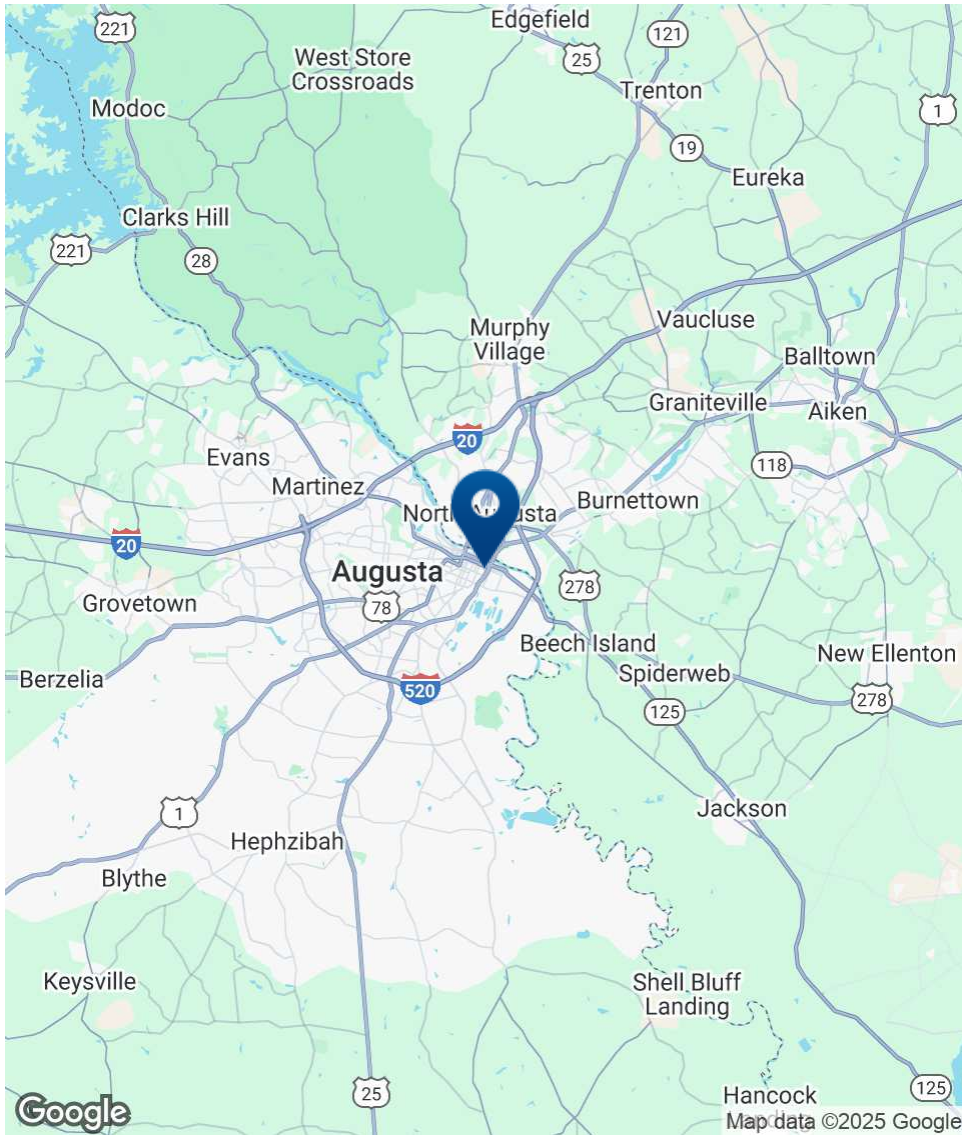 221
Edgefield
121
25
West Store
Crossroads
Trenton
Modoc
1
19
Eureka
Clarks Hill
221
28
Vaucluse
Murphy
Village
Balltown
Graniteville
Aiken
20
Evans
118
Martinez
Burnettown
North Augusta
20
Augusta
278
78
Grovetown
Beech Island
New Ellenton
Berzelia
Spiderweb
520
278
125
Jackson
1
Hephzibah
Blythe
Keysville
Shell Bluff
Landing
25
125
Hancock
Landing
Google
Map data ©2025 Google